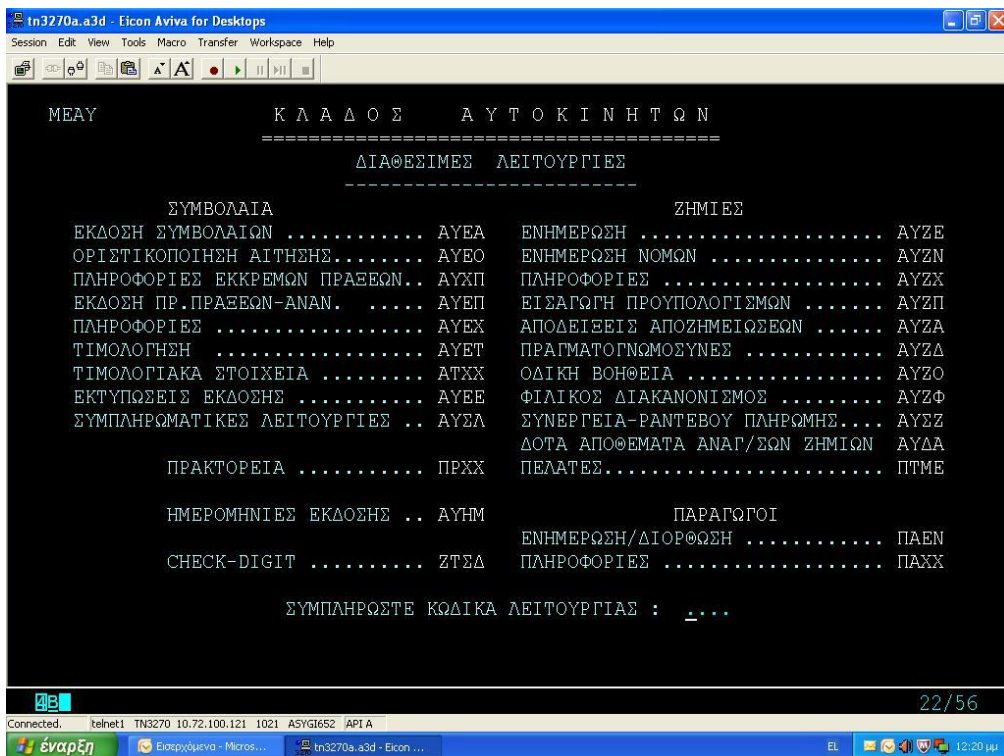 tn3270a.a3d - Eicon Aviva for Desktops
Session Edit View Tools Macro Transfer Workspace Help
ΜΕΑΥ Κ Λ Α Δ Ο Σ Α Υ Τ Ο Κ Ι Ν Η Τ Ω Ν
=======================================
ΔΙΑΘΕΣΙΜΕΣ ΛΕΙΤΟΥΡΓΙΕΣ
-------------------------
ΣΥΜΒΟΛΑΙΑ ΖΗΜΙΕΣ
ΕΚΔΟΣΗ ΣΥΜΒΟΛΑΙΩΝ ............ ΑΥΕΑ ΕΝΗΜΕΡΩΣΗ ..................... ΑΥΖΕ
ΟΡΙΣΤΙΚΟΠΟΙΗΣΗ ΑΙΤΗΣΗΣ........ ΑΥΕΟ ΕΝΗΜΕΡΩΣΗ ΝΟΜΩΝ ............... ΑΥΖΝ
ΠΛΗΡΟΦΟΡΙΕΣ ΕΚΚΡΕΜΩΝ ΠΡΑΞΕΩΝ.. ΑΥΧΠ ΠΛΗΡΟΦΟΡΙΕΣ ................... ΑΥΖΧ
ΕΚΔΟΣΗ ΠΡ.ΠΡΑΞΕΩΝ-ΑΝΑΝ. ..... ΑΥΕΠ ΕΙΣΑΓΩΓΗ ΠΡΟΥΠΟΛΟΓΙΣΜΩΝ ....... ΑΥΖΠ
ΠΛΗΡΟΦΟΡΙΕΣ .................. ΑΥΕΧ ΑΠΟΔΕΙΞΕΙΣ ΑΠΟΖΗΜΕΙΩΣΕΩΝ ...... ΑΥΖΑ
ΤΙΜΟΛΟΓΗΣΗ .................. ΑΥΕΤ ΠΡΑΓΜΑΤΟΓΝΩΜΟΣΥΝΕΣ ............ ΑΥΖΔ
ΤΙΜΟΛΟΓΙΑΚΑ ΣΤΟΙΧΕΙΑ ......... ΑΤΧΧ ΟΔΙΚΗ ΒΟΗΘΕΙΑ ................. ΑΥΖΟ
ΕΚΤΥΠΩΣΕΙΣ ΕΚΔΟΣΗΣ ........... ΑΥΕΕ ΦΙΛΙΚΟΣ ΔΙΑΚΑΝΟΝΙΣΜΟΣ ......... ΑΥΖΦ
ΣΥΜΠΛΗΡΩΜΑΤΙΚΕΣ ΛΕΙΤΟΥΡΓΙΕΣ .. ΑΥΣΛ ΣΥΝΕΡΓΕΙΑ-ΡΑΝΤΕΒΟΥ ΠΛΗΡΩΜΗΣ.... ΑΥΣΖ
ΔΟΤΑ ΑΠΟΘΕΜΑΤΑ ΑΝΑΓ/ΣΩΝ ΖΗΜΙΩΝ ΑΥΔΑ
ΠΡΑΚΤΟΡΕΙΑ ........... ΠΡΧΧ ΠΕΛΑΤΕΣ........................ ΠΤΜΕ
ΗΜΕΡΟΜΗΝΙΕΣ ΕΚΔΟΣΗΣ .. ΑΥΗΜ ΠΑΡΑΓΩΓΟΙ
ΕΝΗΜΕΡΩΣΗ/ΔΙΟΡΘΩΣΗ ............ ΠΑΕΝ
CHECK-DIGIT .......... ΖΤΣΔ ΠΛΗΡΟΦΟΡΙΕΣ ................... ΠΑΧΧ
ΣΥΜΠΛΗΡΩΣΤΕ ΚΩΔΙΚΑ ΛΕΙΤΟΥΡΓΙΑΣ : ....
4B 22/56
Connected. telnet1 TN3270 10.72.100.121 1021 ASYGI652 API A
έναρξη Εισερχόμενα - Micros... tn3270a.a3d - Eicon ... EL 12:20 μμ